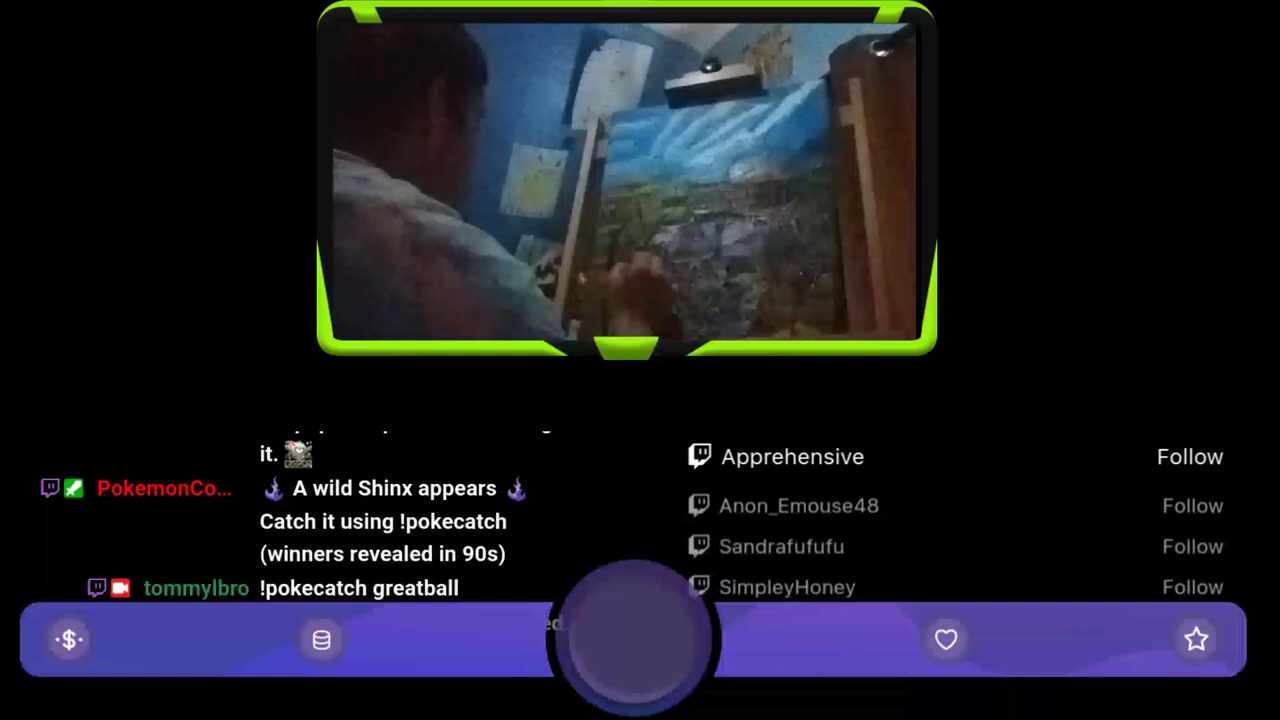 it.
PokemonCo... A wild Shinx appears
Catch it using !pokecatch
(winners revealed in 90s)
tommylbro !pokecatch greatball
ed.
Apprehensive Follow
Anon_Emouse48 Follow
Sandrafufufu Follow
SimpleyHoney Follow